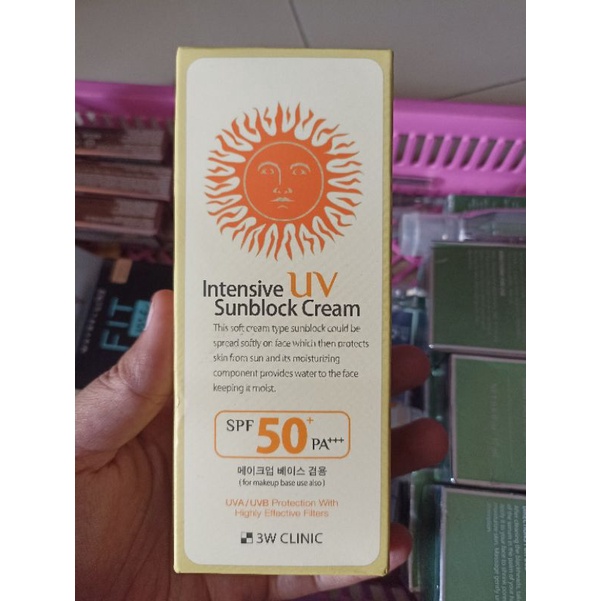 Intensive UV
Sunblock Cream
This soft cream type sunblock could be
spread softly on face which then protects
skin from sun and its moisturizing
component provides water to the face
keeping it moist.
SPF 50+ PA+++
메이크업 베이스 겸용
( for makeup base use also )
UVA / UVB Protection With
Highly Effective Filters
3W CLINIC
FIT